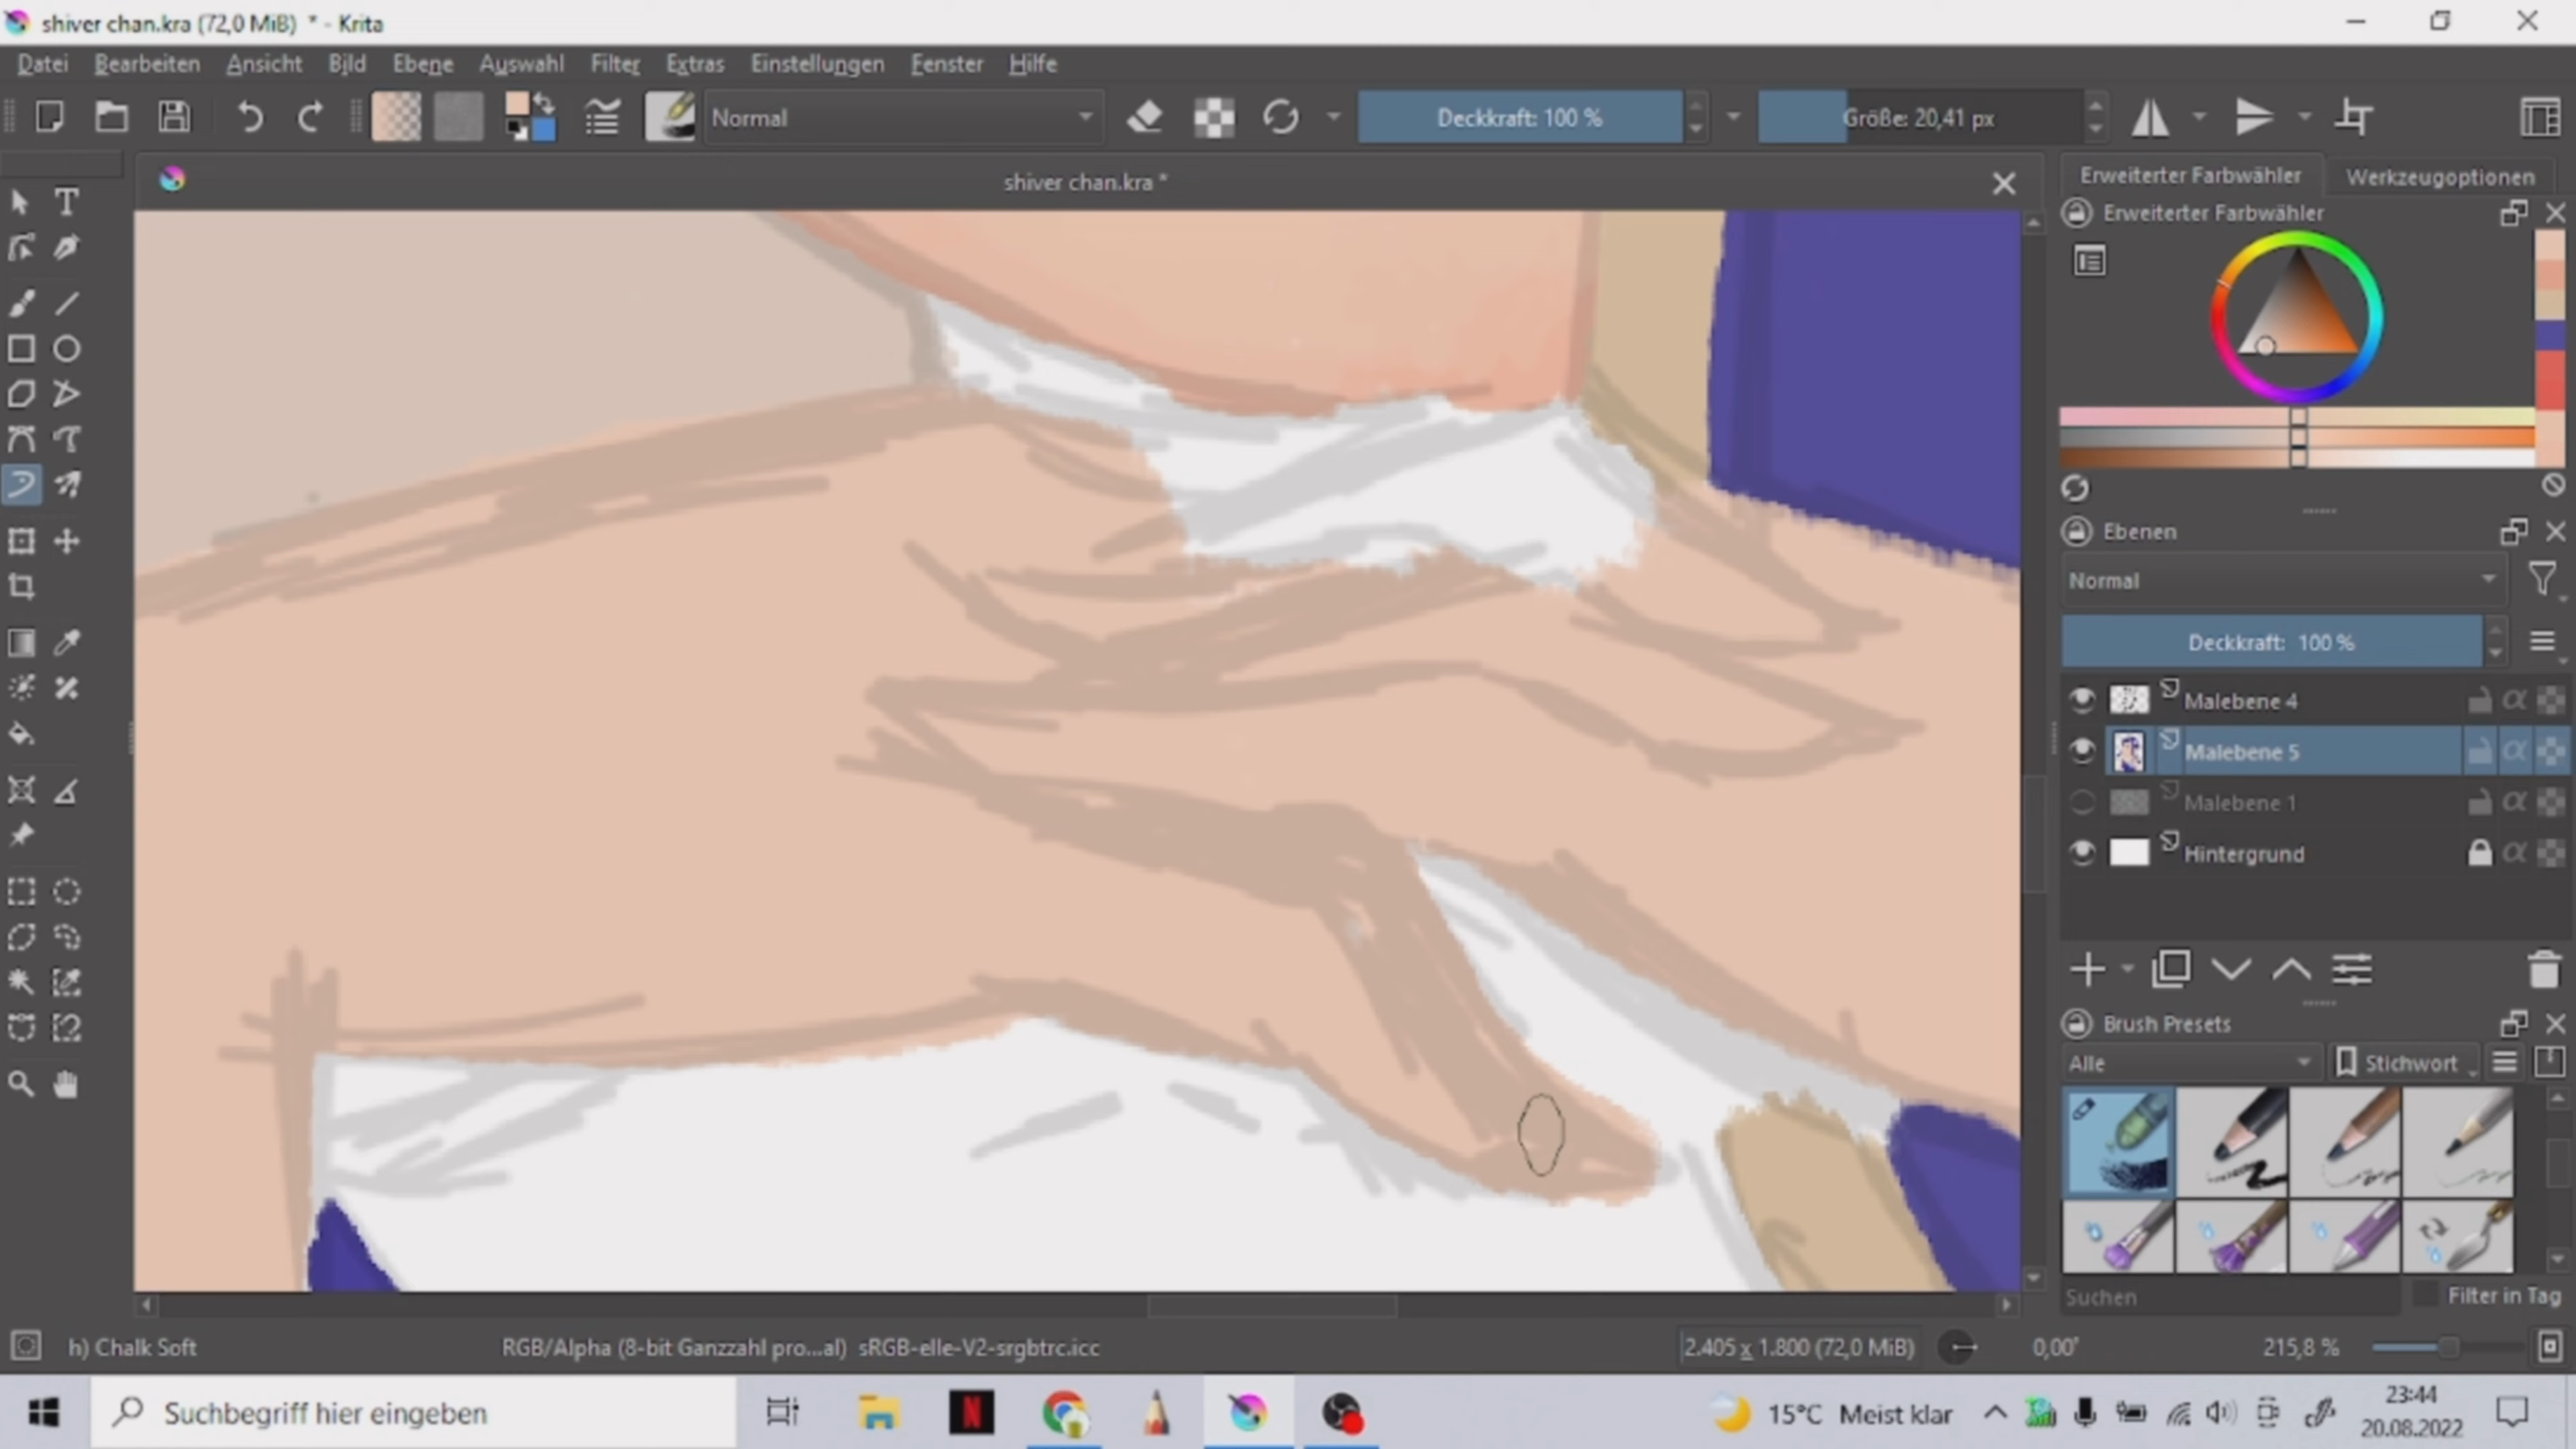 shiver chan.kra (72,0 MiB) * - Krita
Datei Bearbeiten Ansicht Bild Ebene Auswahl Filter Extras Einstellungen Fenster Hilfe
Normal Deckkraft: 100 % Größe: 20,41 px
shiver chan.kra *
Erweiterter Farbwähler Werkzeugoptionen
Erweiterter Farbwähler
Ebenen
Normal
Deckkraft: 100 %
Malebene 4
Malebene 5
Malebene 1
Hintergrund
Brush Presets
Alle Stichwort
Suchen Filter in Tag
h) Chalk Soft RGB/Alpha (8-bit Ganzzahl pro...al) sRGB-elle-V2-srgbtrc.icc 2.405 x 1.800 (72,0 MiB) 0,00° 215,8 %
Suchbegriff hier eingeben 15°C Meist klar 23:44
20.08.2022